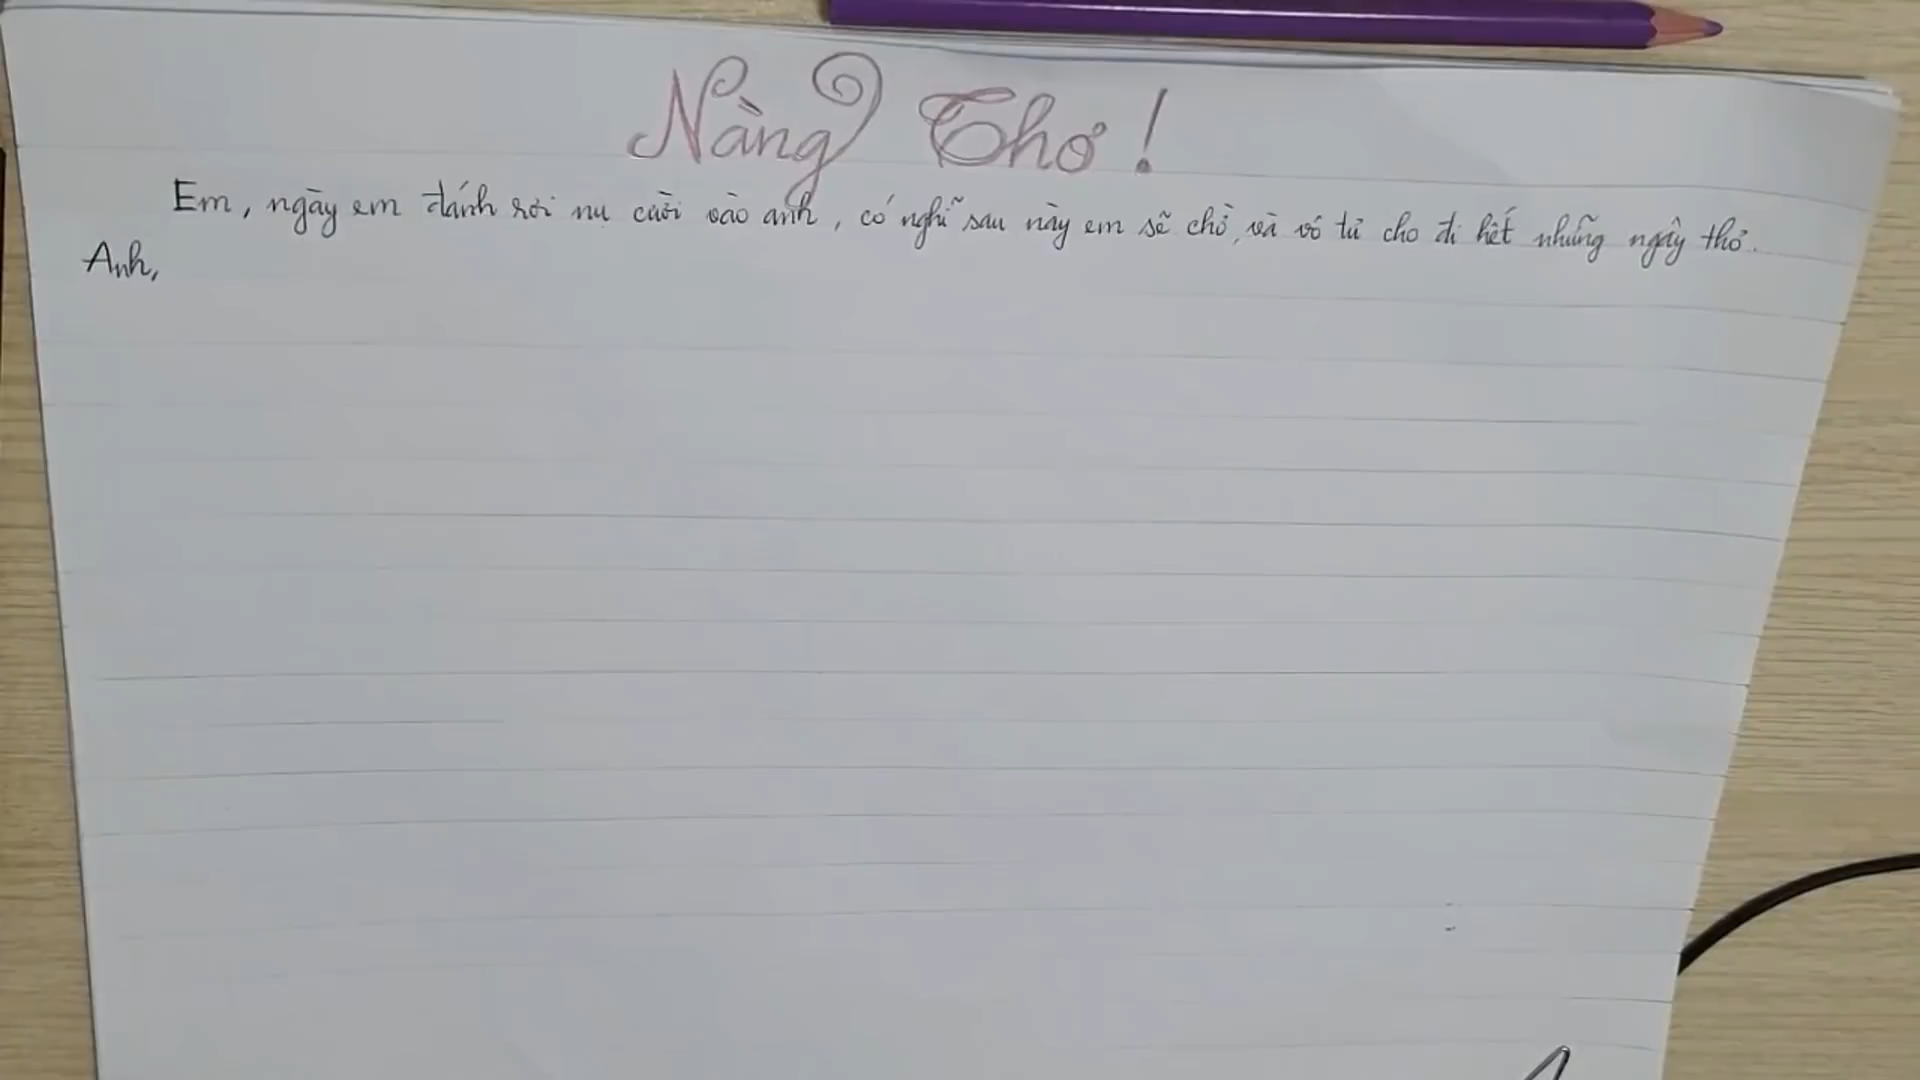 Nàng Thơ!
Em, ngày em đánh rơi nụ cười vào anh, có nghĩ sau này em sẽ chờ, và vô tư cho đi hết những ngây thơ.
Anh,